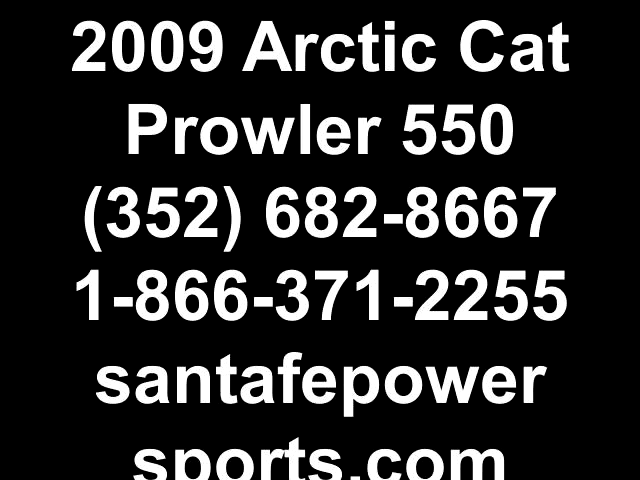 2009 Arctic Cat
Prowler 550
(352) 682-8667
1-866-371-2255
santafepower
sports.com